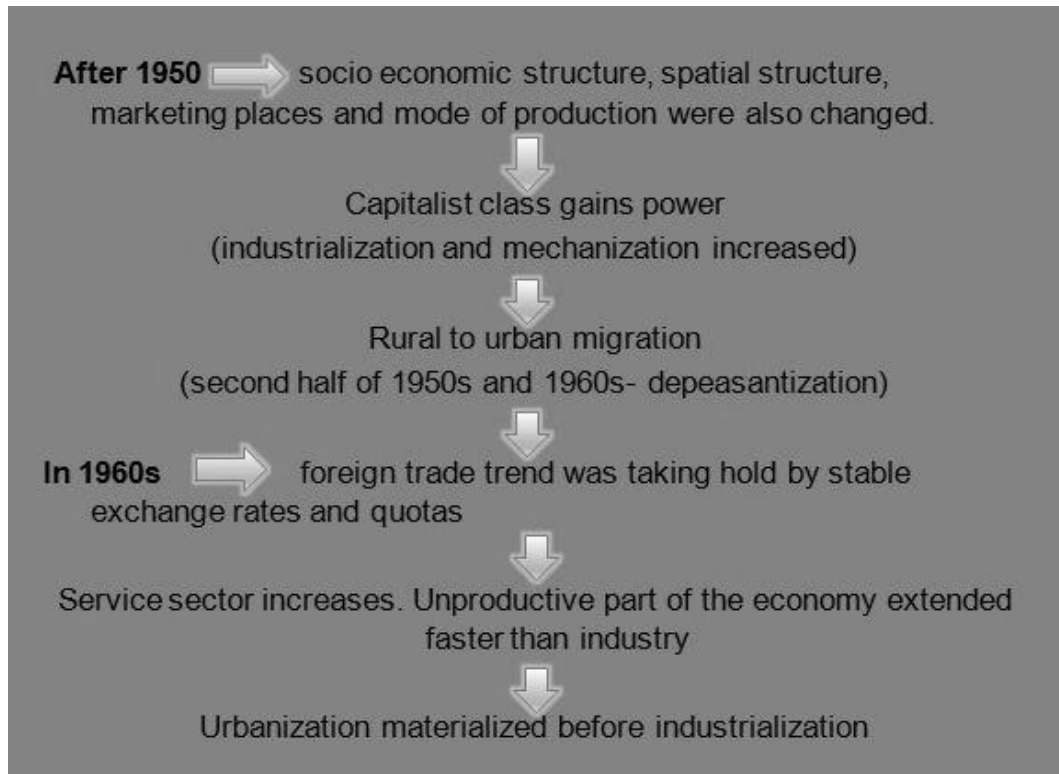 After 1950 socio economic structure, spatial structure,
marketing places and mode of production were also changed.
Capitalist class gains power
(industrialization and mechanization increased)
Rural to urban migration
(second half of 1950s and 1960s- depeasantization)
In 1960s foreign trade trend was taking hold by stable
exchange rates and quotas
Service sector increases. Unproductive part of the economy extended
faster than industry
Urbanization materialized before industrialization